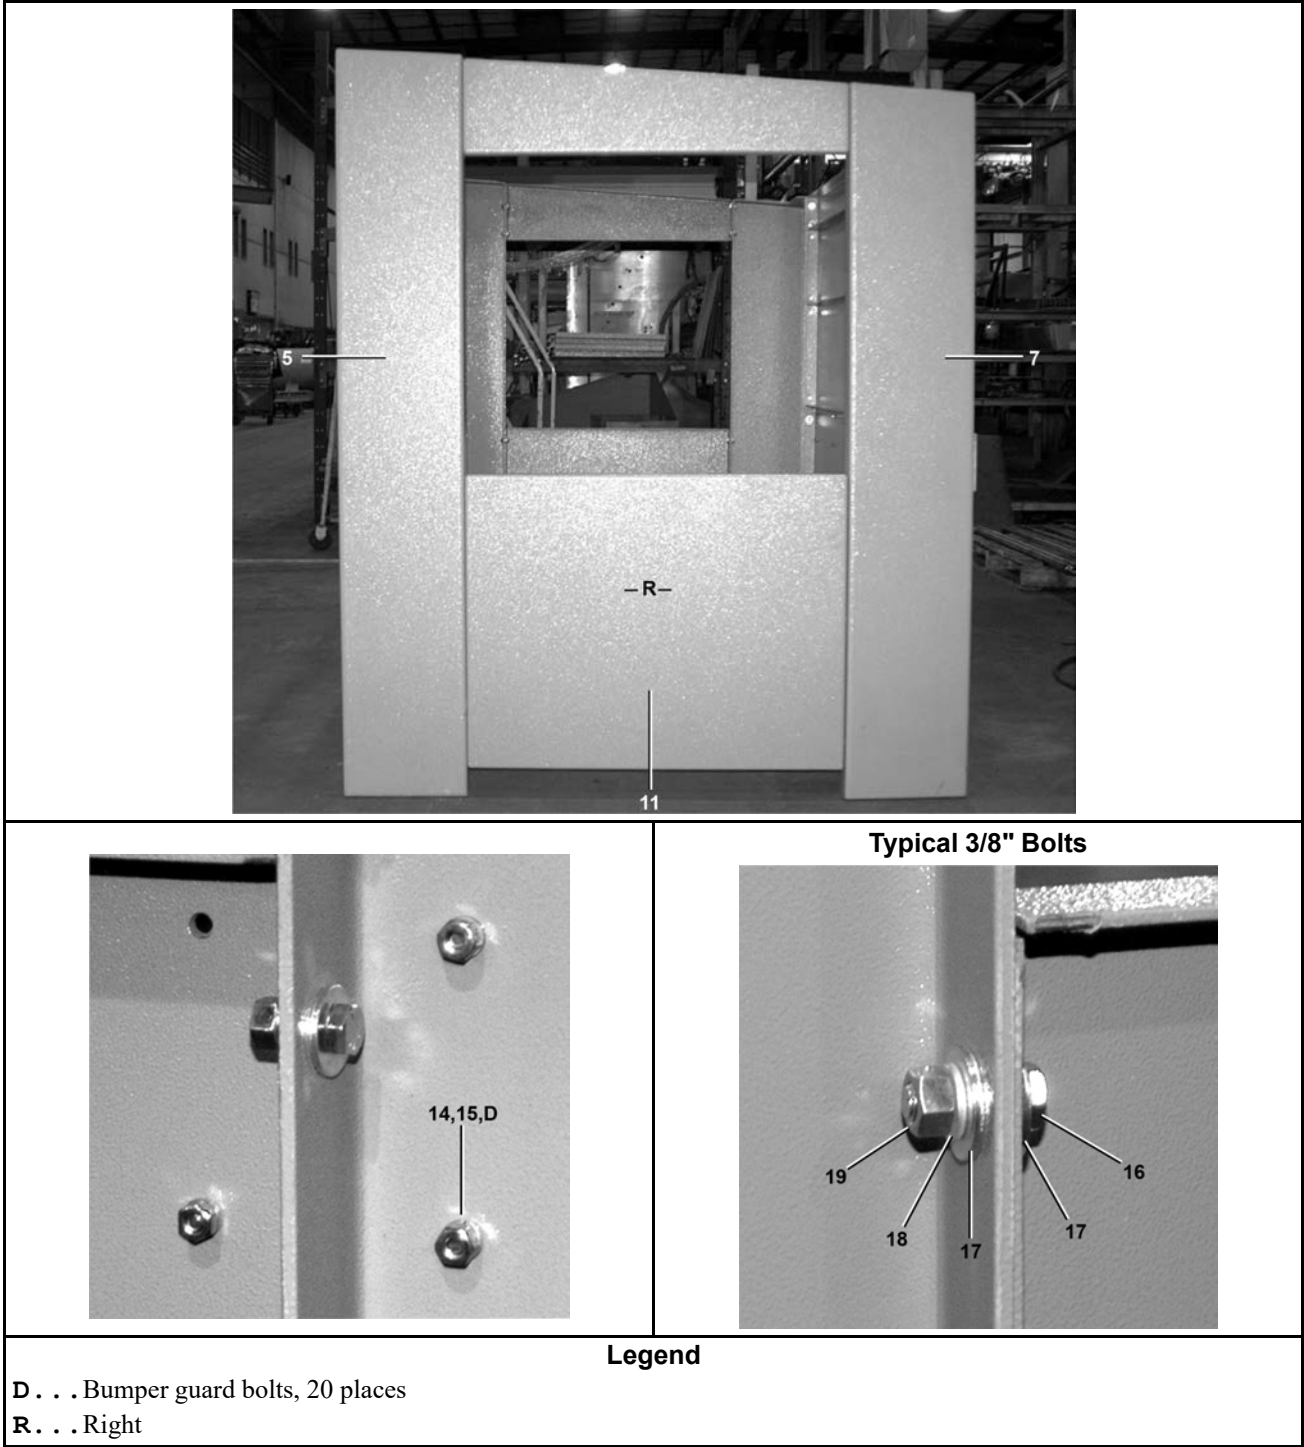 5
7
– R –
11
Typical 3/8" Bolts
14,15,D
19
18
17
17
16
Legend
D...Bumper guard bolts, 20 places
R...Right